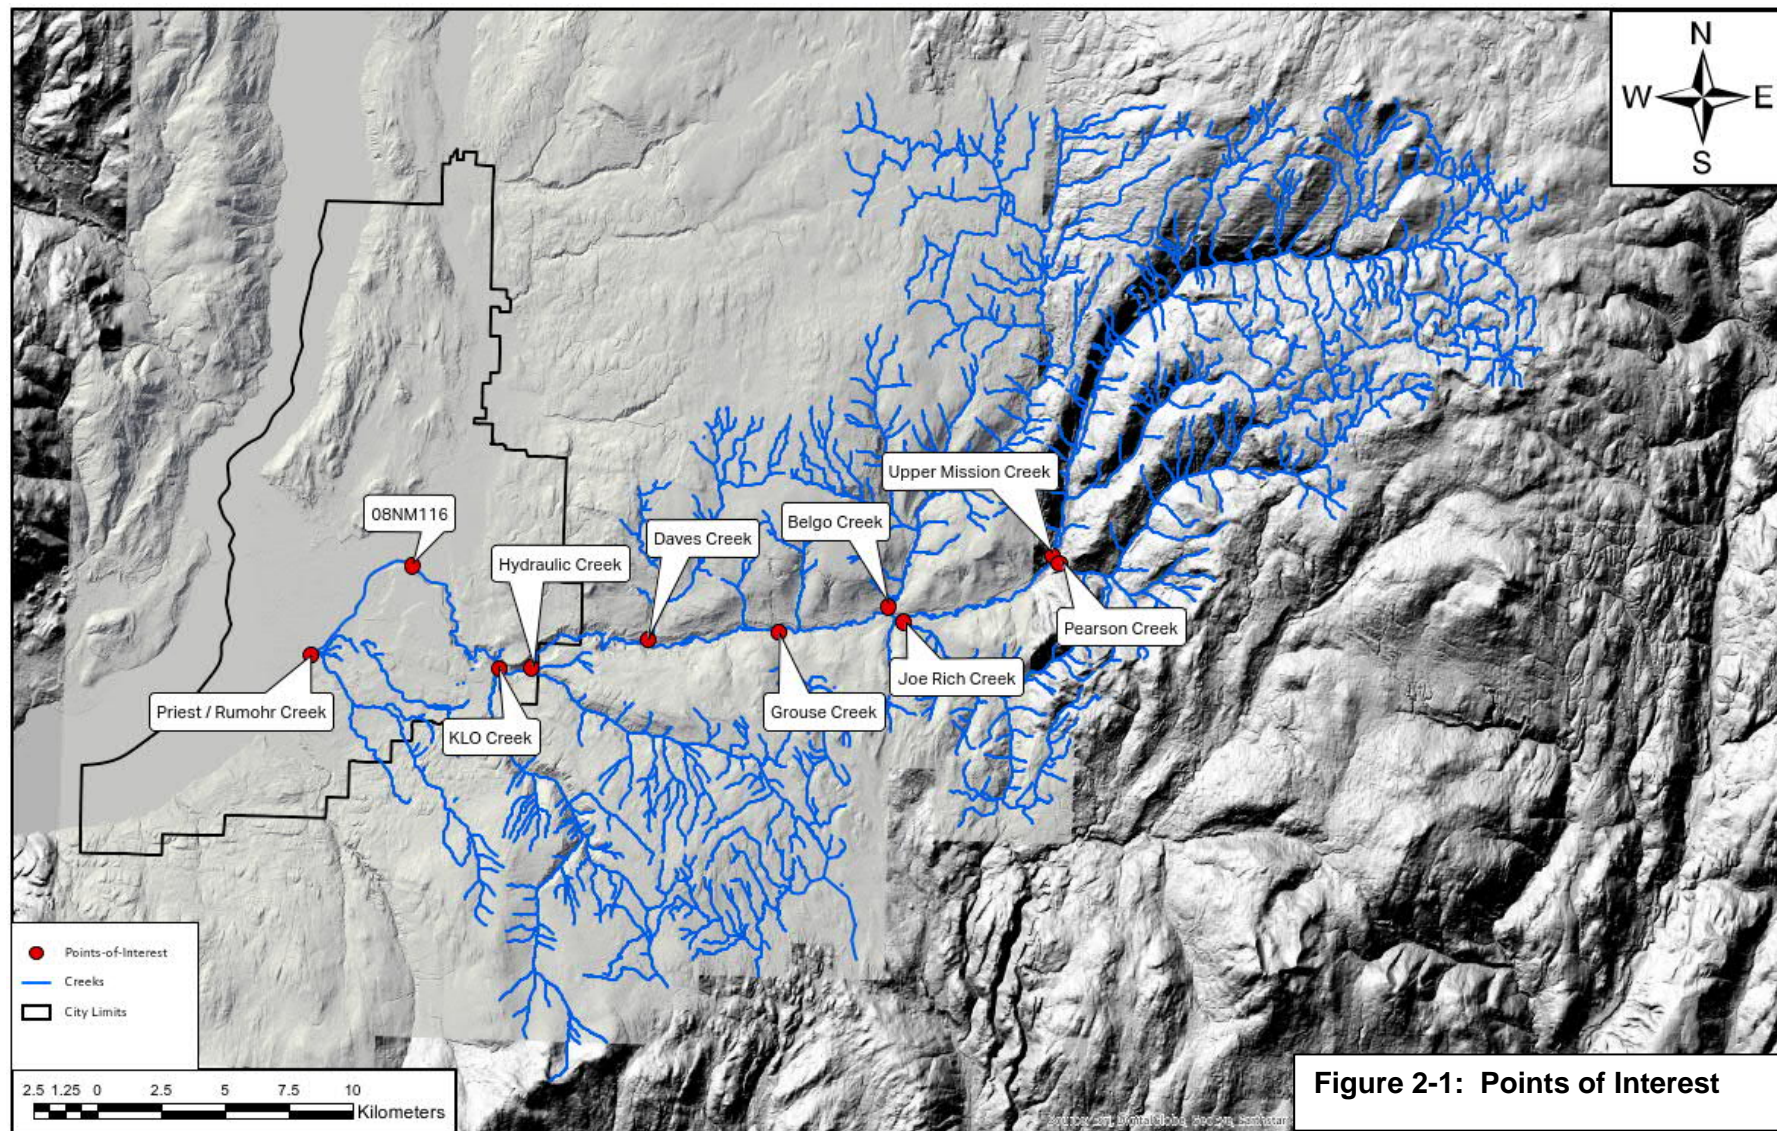 N
W E
S
Upper Mission Creek
08NM116
Belgo Creek
Daves Creek
Hydraulic Creek
Pearson Creek
Joe Rich Creek
Priest / Rumohr Creek
Grouse Creek
KLO Creek
Points-of-Interest
Creeks
City Limits
2.5 1.25 0 2.5 5 7.5 10
Kilometers
Figure 2-1: Points of Interest